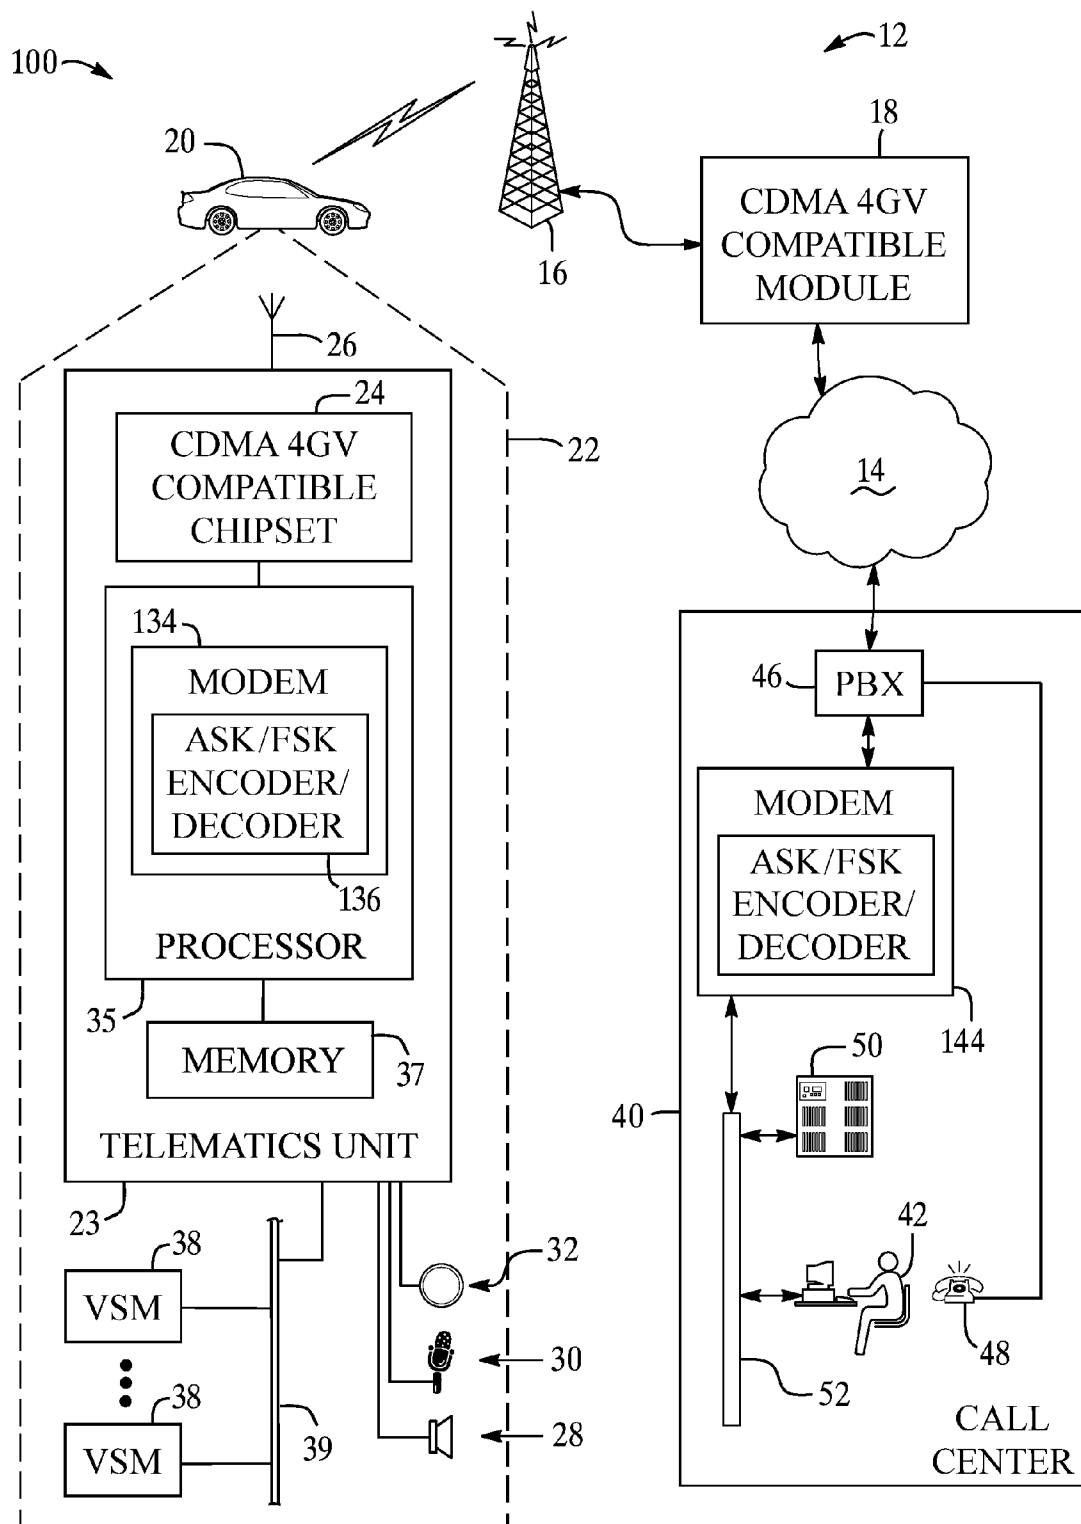 100
12
20
18
CDMA 4GV
COMPATIBLE
MODULE
16
26
24
CDMA 4GV
COMPATIBLE
CHIPSET
22
14
134
MODEM
ASK/FSK
ENCODER/
DECODER
136
PROCESSOR
35
MEMORY
37
TELEMATICS UNIT
23
38
VSM
38
VSM
39
32
30
28
46
PBX
MODEM
ASK/FSK
ENCODER/
DECODER
144
50
40
42
48
52
CALL
CENTER